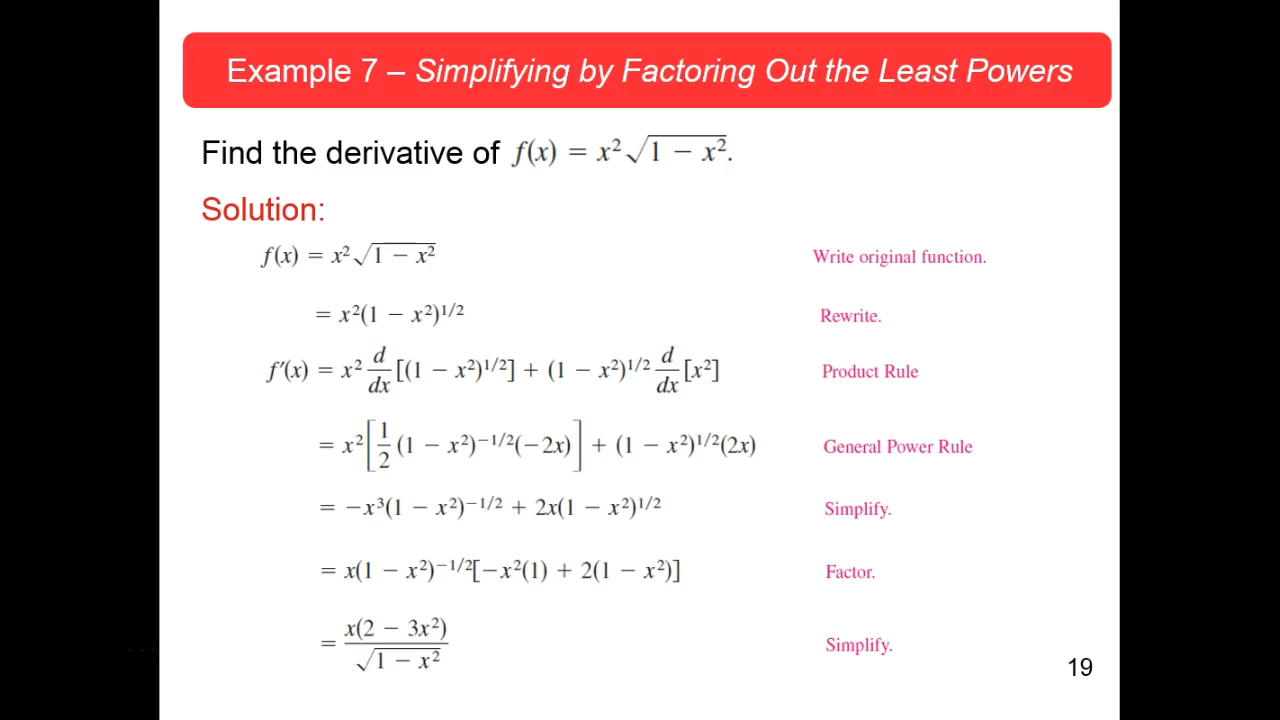 Example 7 – Simplifying by Factoring Out the Least Powers
Find the derivative of f(x) = x²√(1 − x²).
Solution:
f(x) = x²√(1 − x²) Write original function.
= x²(1 − x²)^1/2 Rewrite.
f′(x) = x² d/dx [(1 − x²)^1/2] + (1 − x²)^1/2 d/dx [x²] Product Rule
= x² [1/2 (1 − x²)^−1/2(−2x)] + (1 − x²)^1/2(2x) General Power Rule
= −x³(1 − x²)^−1/2 + 2x(1 − x²)^1/2 Simplify.
= x(1 − x²)^−1/2[−x²(1) + 2(1 − x²)] Factor.
= x(2 − 3x²)/√(1 − x²) Simplify.
19